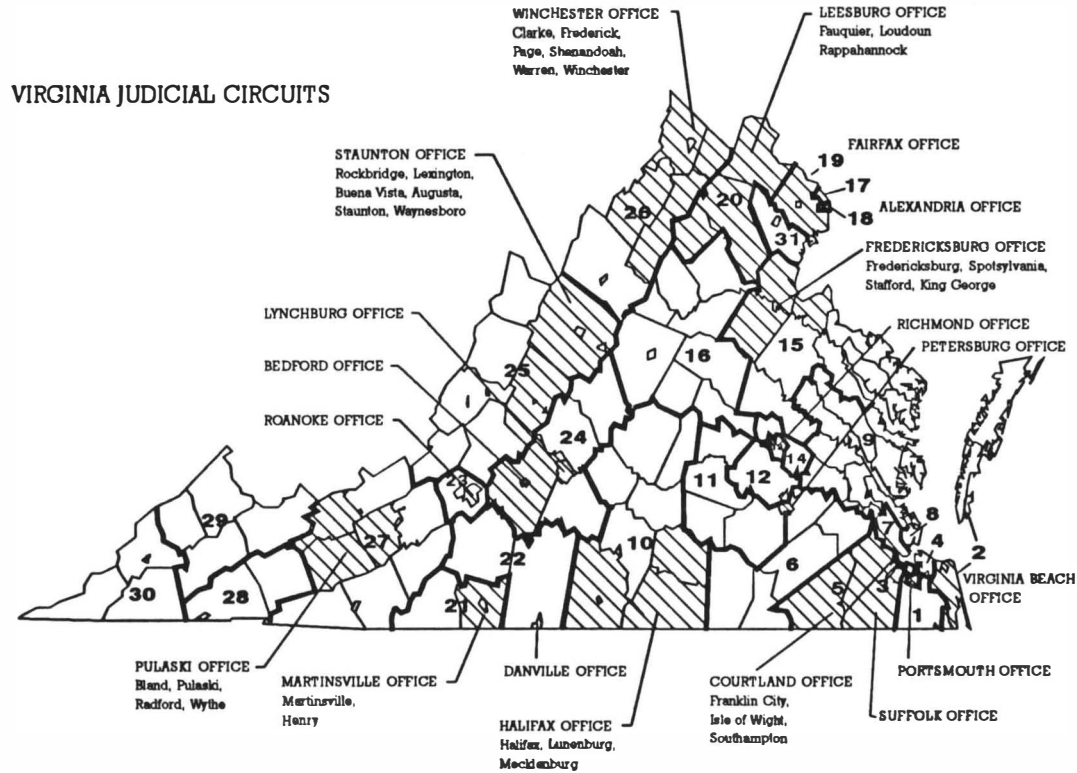 VIRGINIA JUDICIAL CIRCUITS
WINCHESTER OFFICE
Clarke, Frederick,
Page, Shenandoah,
Warren, Winchester
LEESBURG OFFICE
Fauquier, Loudoun
Rappahannock
STAUNTON OFFICE
Rockbridge, Lexington,
Buena Vista, Augusta,
Staunton, Waynesboro
FAIRFAX OFFICE
19
17
18
ALEXANDRIA OFFICE
20
26
31
FREDERICKSBURG OFFICE
Fredericksburg, Spotsylvania,
Stafford, King George
LYNCHBURG OFFICE
RICHMOND OFFICE
PETERSBURG OFFICE
BEDFORD OFFICE
ROANOKE OFFICE
25
16
15
24
23
14
9
11
12
29
27
22
10
6
7
8
4
2
30
28
21
5
3
1
VIRGINIA BEACH
OFFICE
PULASKI OFFICE
Bland, Pulaski,
Radford, Wythe
MARTINSVILLE OFFICE
Martinsville,
Henry
DANVILLE OFFICE
HALIFAX OFFICE
Halifax, Lunenburg,
Mecklenburg
COURTLAND OFFICE
Franklin City,
Isle of Wight,
Southampton
PORTSMOUTH OFFICE
SUFFOLK OFFICE